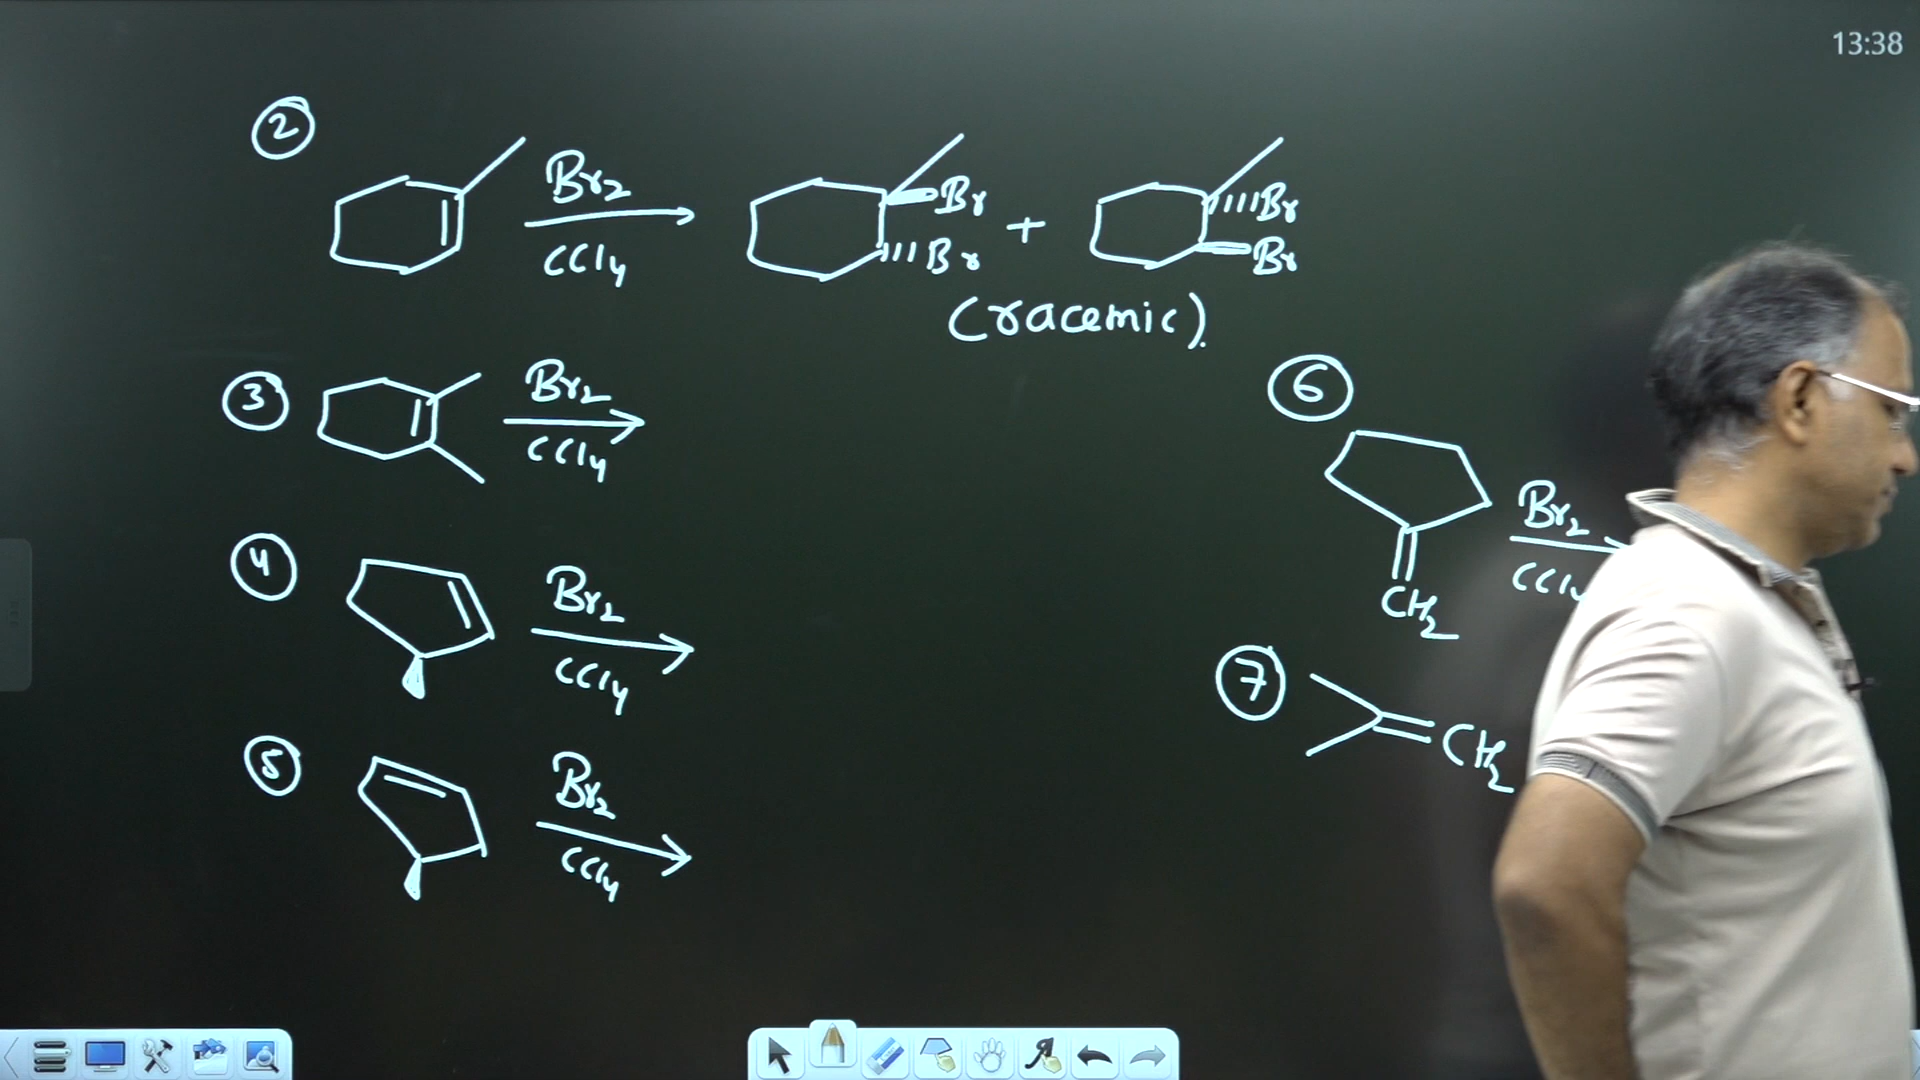 13:38
②
Br2
CCl4
Br
Br
+
Br
Br
(racemic).
③
Br2
CCl4
④
Br2
CCl4
⑤
Br2
CCl4
⑥
CH2
Br2
⑦
CH2